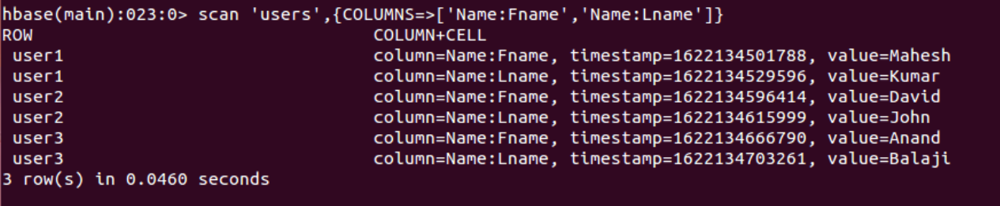 hbase(main):023:0> scan 'users',{COLUMNS=>['Name:Fname','Name:Lname']}
ROW COLUMN+CELL
user1 column=Name:Fname, timestamp=1622134501788, value=Mahesh
user1 column=Name:Lname, timestamp=1622134529596, value=Kumar
user2 column=Name:Fname, timestamp=1622134596414, value=David
user2 column=Name:Lname, timestamp=1622134615999, value=John
user3 column=Name:Fname, timestamp=1622134666790, value=Anand
user3 column=Name:Lname, timestamp=1622134703261, value=Balaji
3 row(s) in 0.0460 seconds